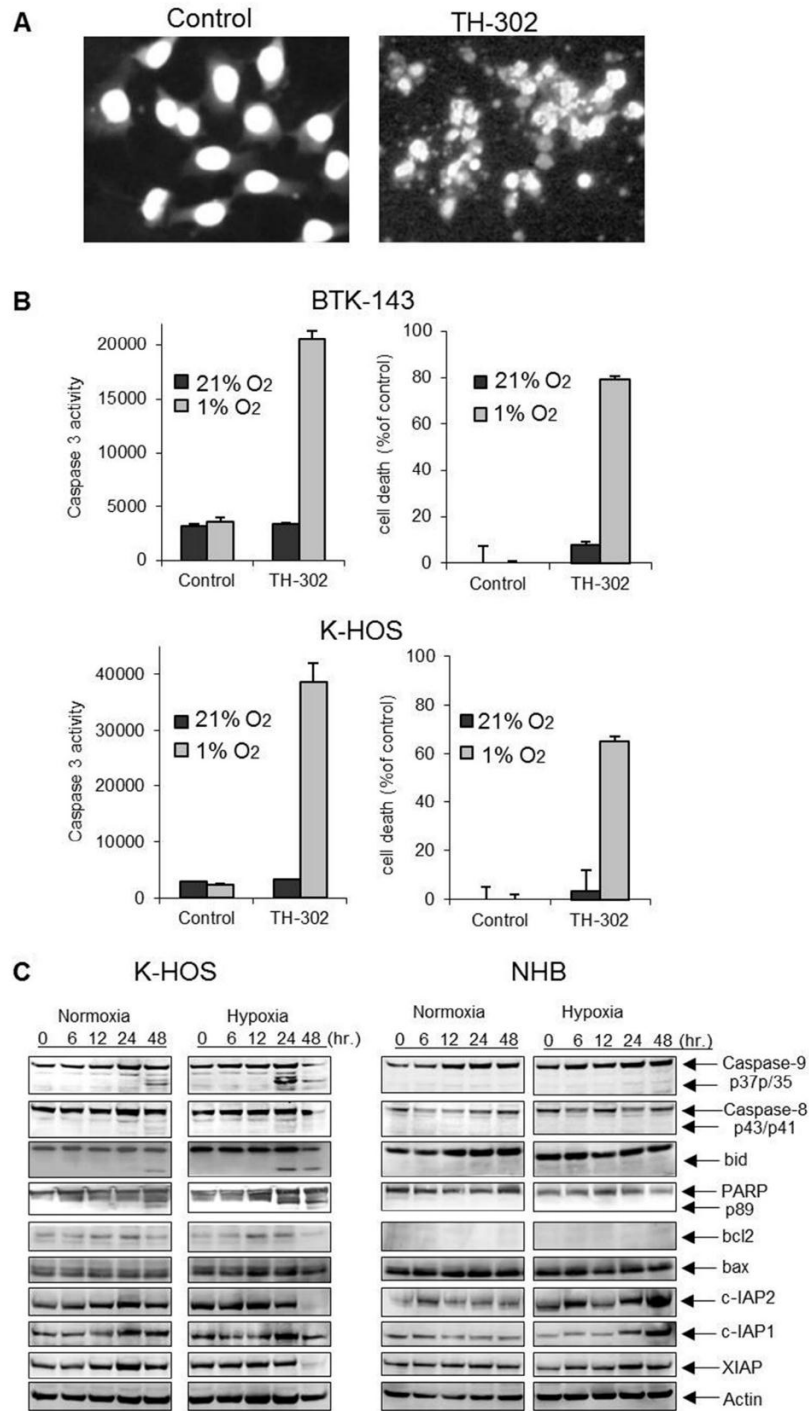 A
Control
TH-302
B
BTK-143
20000
15000
10000
5000
0
Caspase 3 activity
21% O2
1% O2
Control
TH-302
100
80
60
40
20
0
cell death (%of control)
21% O2
1% O2
Control
TH-302
K-HOS
40000
30000
20000
10000
0
Caspase 3 activity
21% O2
1% O2
Control
TH-302
100
80
60
40
20
0
cell death (%of control)
21% O2
1% O2
Control
TH-302
C
K-HOS
NHB
Normoxia
Hypoxia
Normoxia
Hypoxia
0 6 12 24 48
0 6 12 24 48 (hr.)
0 6 12 24 48
0 6 12 24 48 (hr.)
Caspase-9
p37p/35
Caspase-8
p43/p41
bid
PARP
p89
bcl2
bax
c-IAP2
c-IAP1
XIAP
Actin